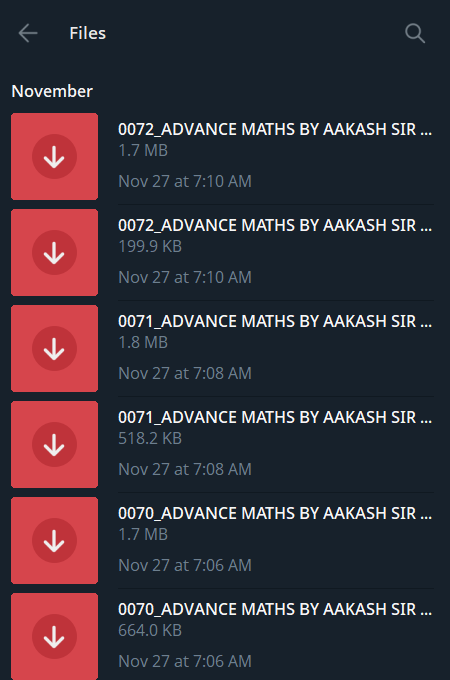 Files
November
0072_ADVANCE MATHS BY AAKASH SIR ...
1.7 MB
Nov 27 at 7:10 AM
0072_ADVANCE MATHS BY AAKASH SIR ...
199.9 KB
Nov 27 at 7:10 AM
0071_ADVANCE MATHS BY AAKASH SIR ...
1.8 MB
Nov 27 at 7:08 AM
0071_ADVANCE MATHS BY AAKASH SIR ...
518.2 KB
Nov 27 at 7:08 AM
0070_ADVANCE MATHS BY AAKASH SIR ...
1.7 MB
Nov 27 at 7:06 AM
0070_ADVANCE MATHS BY AAKASH SIR ...
664.0 KB
Nov 27 at 7:06 AM